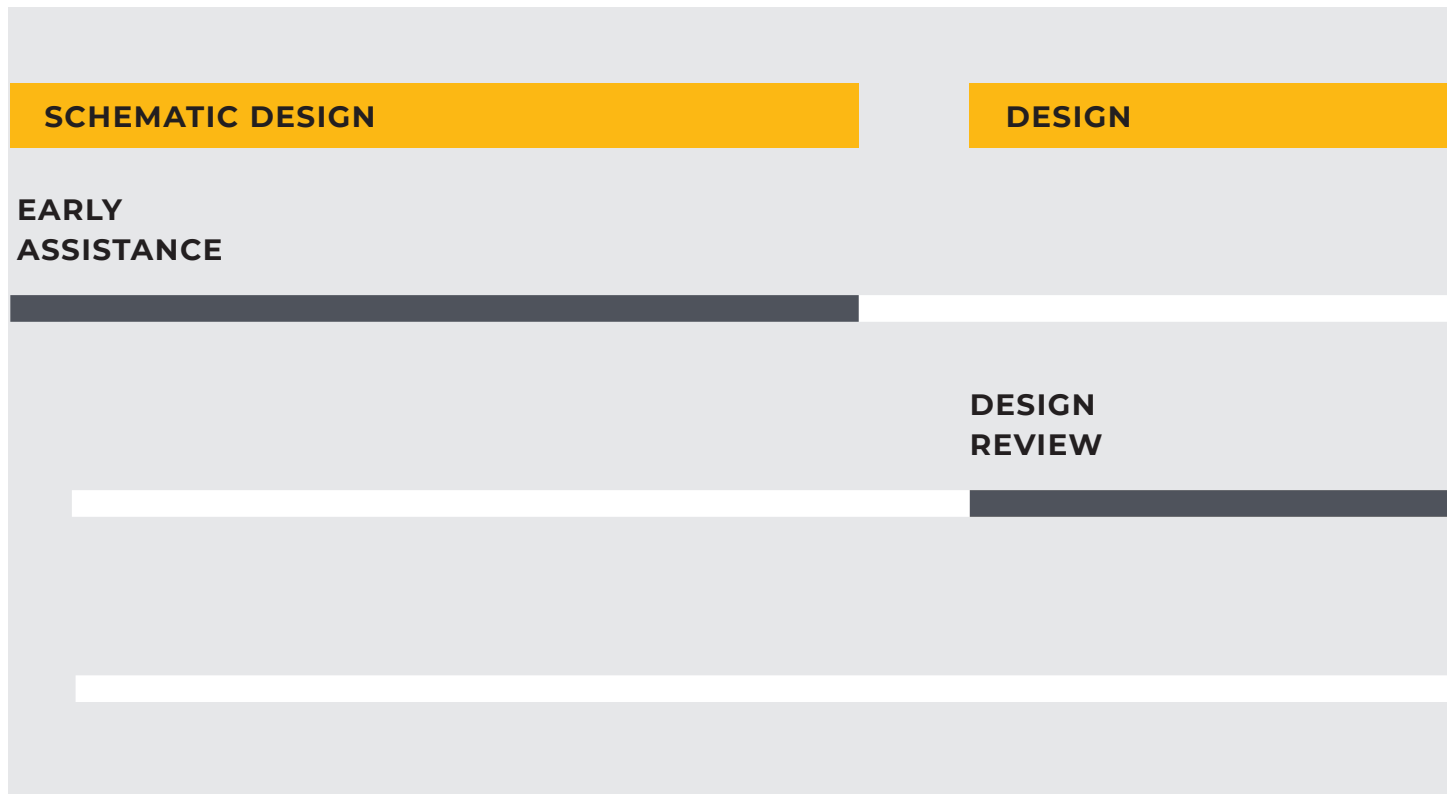 SCHEMATIC DESIGN
DESIGN
EARLY
ASSISTANCE
DESIGN
REVIEW